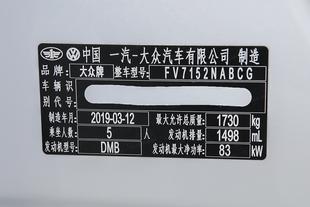 中国 一汽-大众汽车有限公司 制造
品牌: 大众牌 整车型号: FV7152NABCG
车辆识别代号:
制造年月: 2019-03-12 最大允许总质量: 1730 kg
乘坐人数: 5 人 发动机排量: 1498 mL
发动机型号: DMB 发动机最大净功率: 83 kW